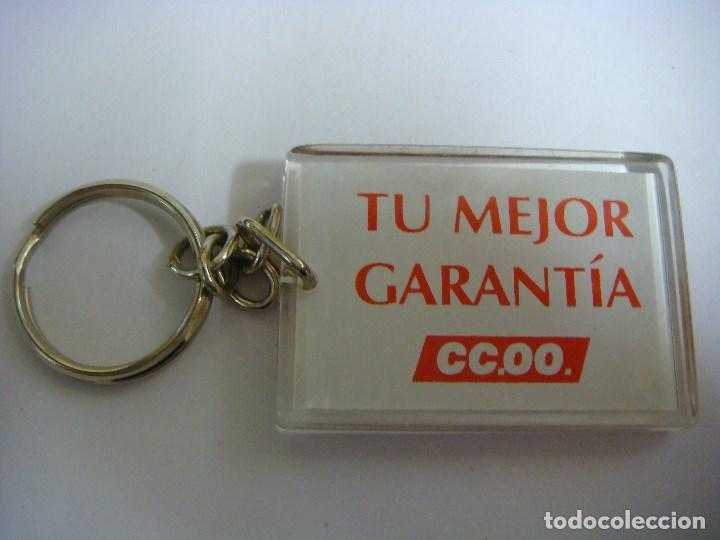 TU MEJOR
GARANTÍA
CC.OO.
todocoleccion